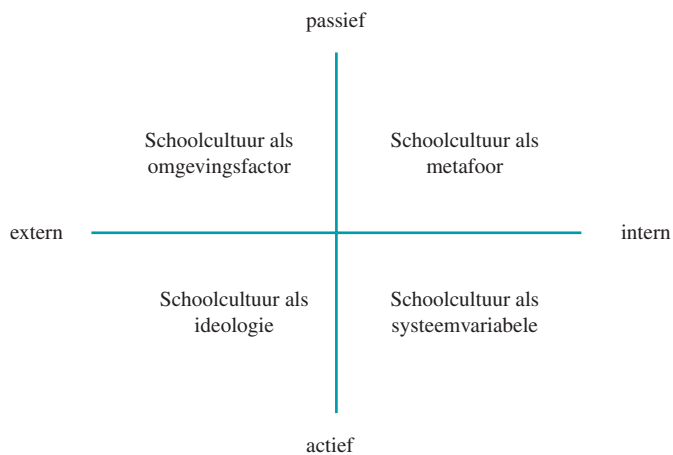 passief
Schoolcultuur als
omgevingsfactor
Schoolcultuur als
metafoor
extern
intern
Schoolcultuur als
ideologie
Schoolcultuur als
systeemvariabele
actief